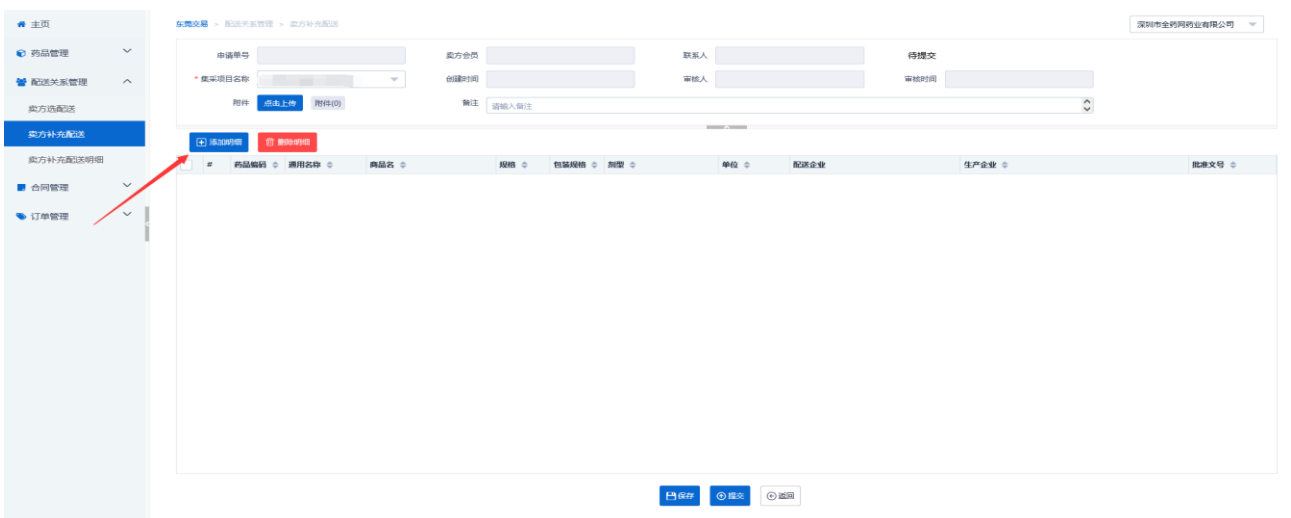 主页
药品管理
配送关系管理
卖方选配送
卖方补充配送
卖方补充配送明细
合同管理
订单管理
东莞交易 > 配送关系管理 > 卖方补充配送
深圳市全药网药业有限公司
申请单号 卖方会员 联系人 待提交
* 集采项目名称 创建时间 审核人 审核时间
附件 点击上传 附件(0) 备注 请输入备注
添加明细 删除明细
# 药品编码 通用名称 商品名 规格 包装规格 剂型 单位 配送企业 生产企业 批准文号
保存 提交 返回